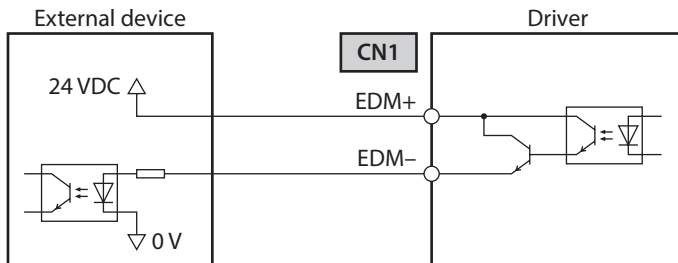 External device
Driver
CN1
24 VDC
EDM+
EDM–
0 V